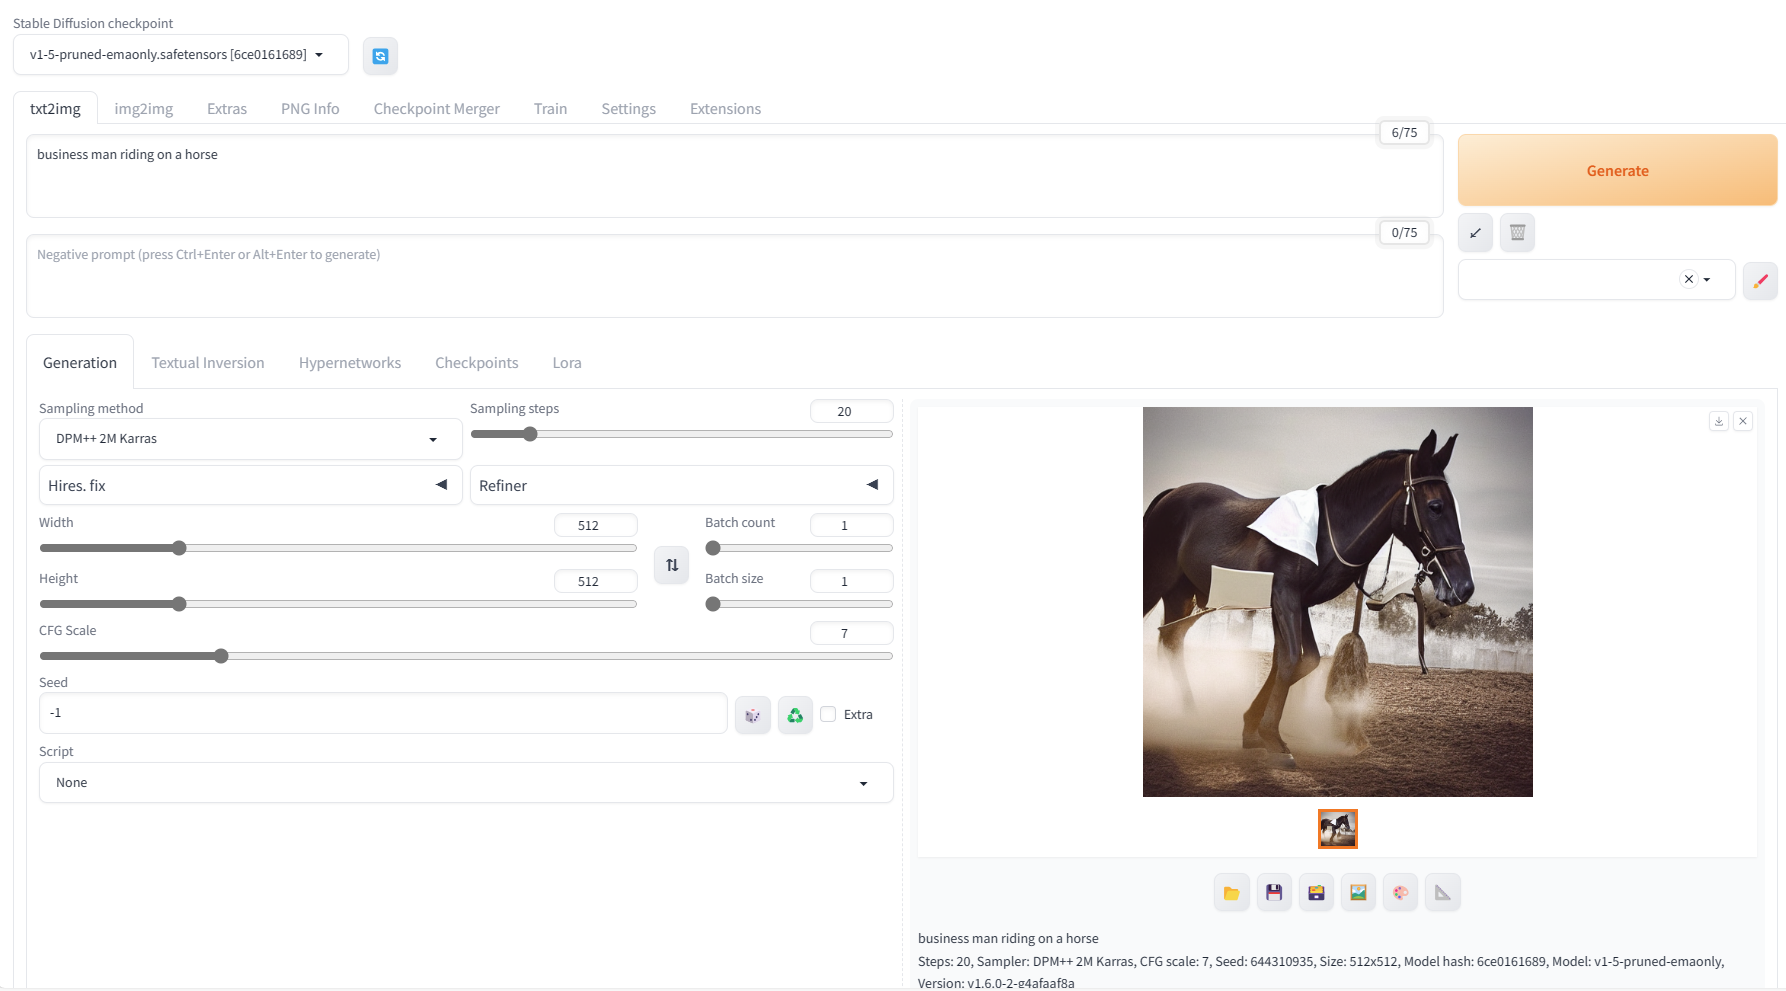 Stable Diffusion checkpoint
v1-5-pruned-emaonly.safetensors [6ce0161689]
txt2img
img2img
Extras
PNG Info
Checkpoint Merger
Train
Settings
Extensions
6/75
business man riding on a horse
Generate
0/75
Negative prompt (press Ctrl+Enter or Alt+Enter to generate)
Generation
Textual Inversion
Hypernetworks
Checkpoints
Lora
Sampling method
DPM++ 2M Karras
Sampling steps
20
Hires. fix
Refiner
Width
512
Batch count
1
Height
512
Batch size
1
CFG Scale
7
Seed
-1
Extra
Script
None
business man riding on a horse
Steps: 20, Sampler: DPM++ 2M Karras, CFG scale: 7, Seed: 644310935, Size: 512x512, Model hash: 6ce0161689, Model: v1-5-pruned-emaonly,
Version: v1.6.0-2-g4afaaf8a